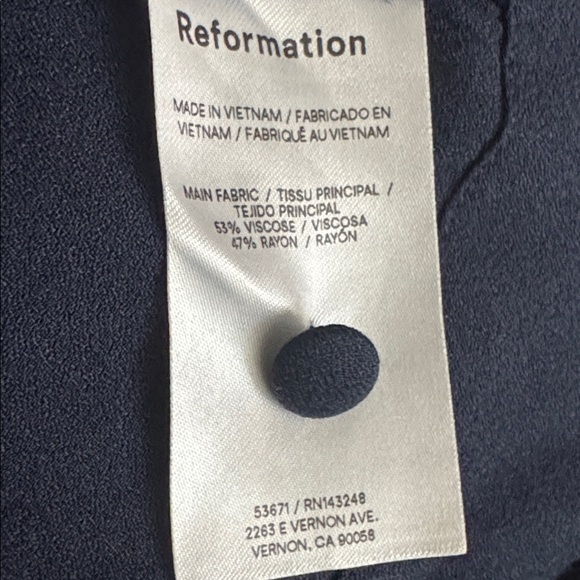 Reformation
MADE IN VIETNAM / FABRICADO EN
VIETNAM / FABRIQUÉ AU VIETNAM
MAIN FABRIC / TISSU PRINCIPAL /
TEJIDO PRINCIPAL
53% VISCOSE / VISCOSA
47% RAYON / RAYÓN
53671 / RN143248
2263 E VERNON AVE.
VERNON, CA 90058